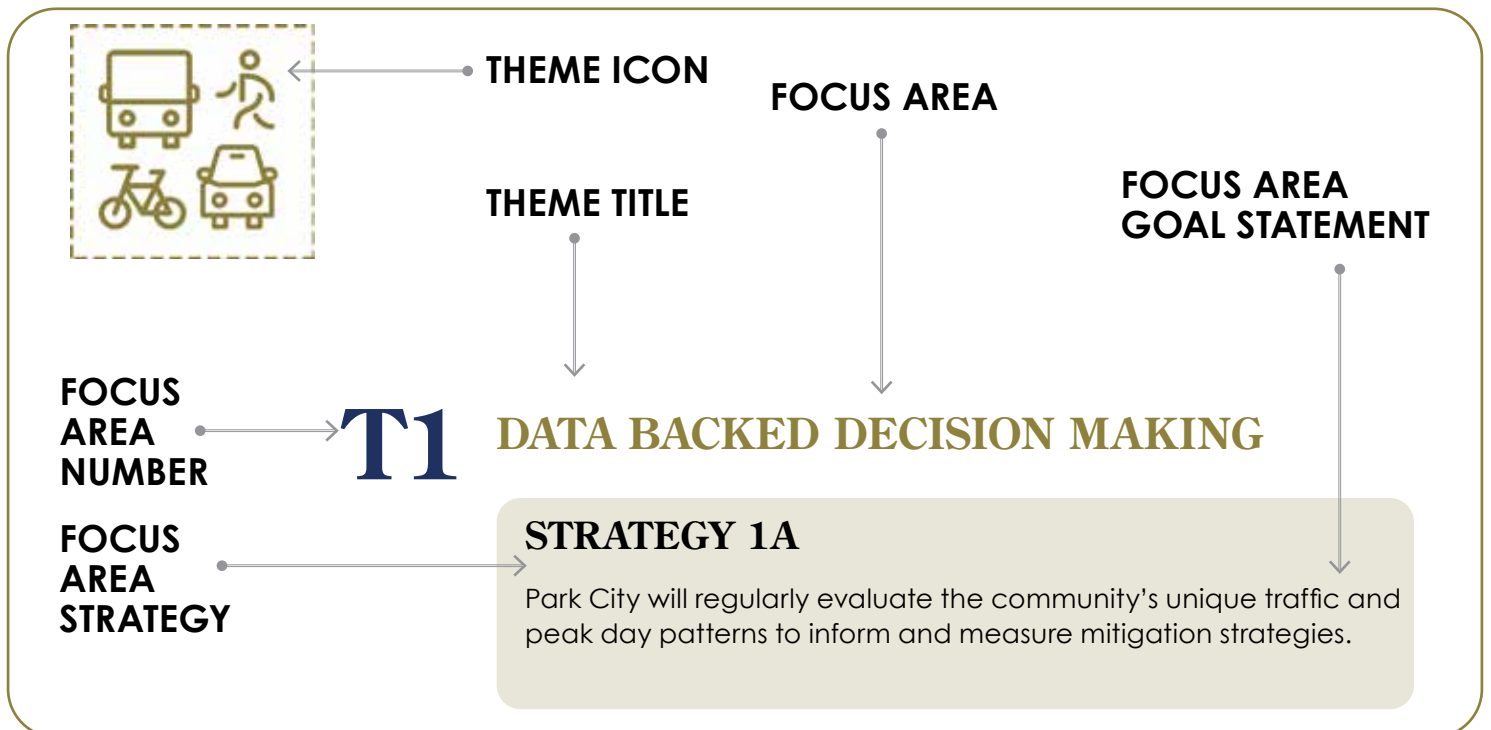 THEME ICON
FOCUS AREA
THEME TITLE
FOCUS AREA
GOAL STATEMENT
FOCUS
AREA
NUMBER
T1
DATA BACKED DECISION MAKING
FOCUS
AREA
STRATEGY
STRATEGY 1A
Park City will regularly evaluate the community’s unique traffic and
peak day patterns to inform and measure mitigation strategies.